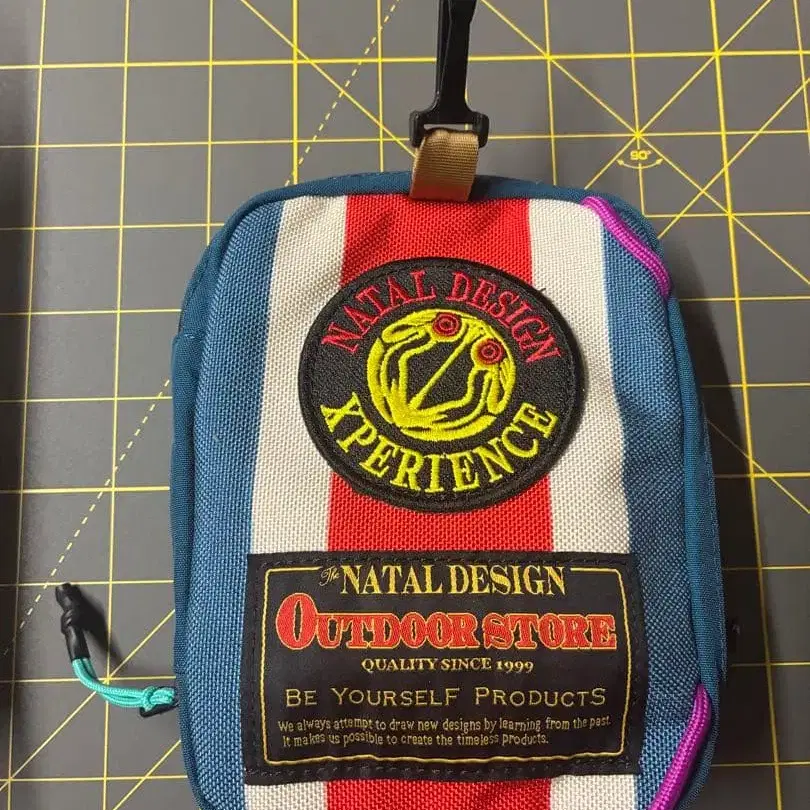 90°
NATAL DESIGN
XPERIENCE
The NATAL DESIGN
OUTDOOR STORE
QUALITY SINCE 1999
BE YOURSELF PRODUCTS
We always attempt to draw new designs by learning from the past.
It makes us possible to create the timeless products.